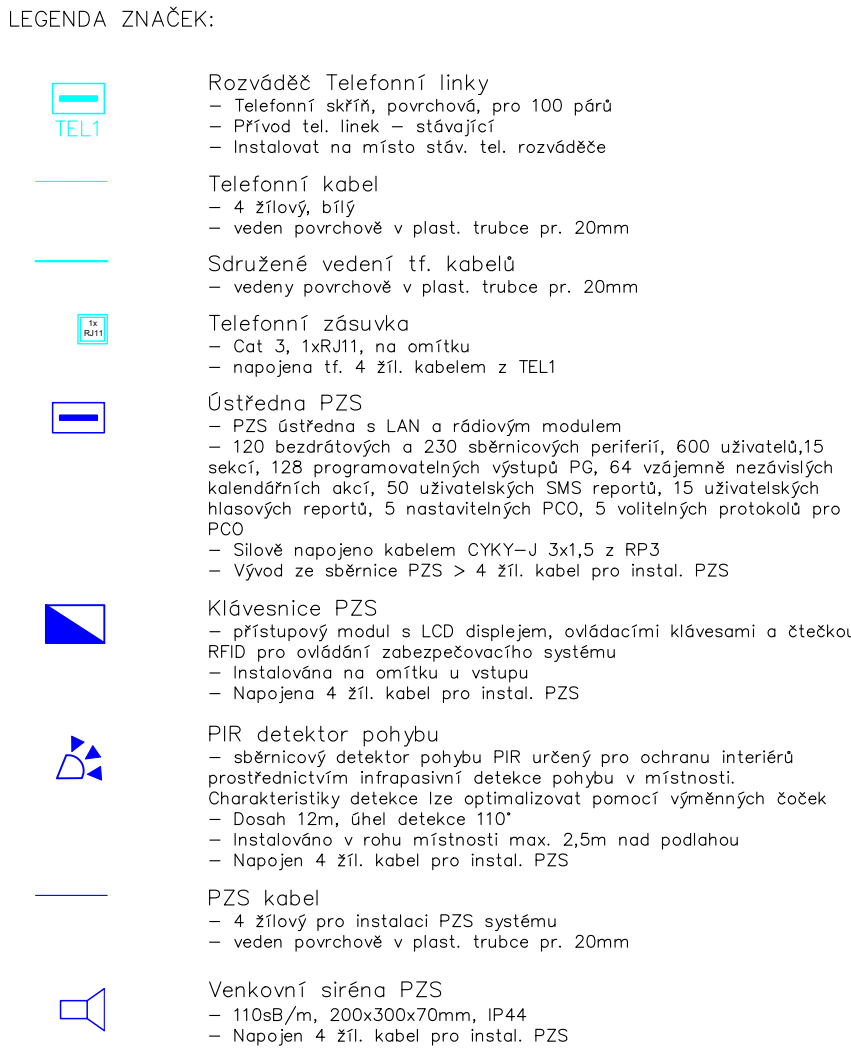 LEGENDA ZNAČEK:
Rozváděč Telefonní linky
– Telefonní skříň, povrchová, pro 100 párů
– Přívod tel. linek – stávající
– Instalovat na místo stáv. tel. rozváděče
TEL1
Telefonní kabel
– 4 žílový, bílý
– veden povrchově v plast. trubce pr. 20mm
Sdružené vedení tf. kabelů
– vedeny povrchově v plast. trubce pr. 20mm
1x
RJ11
Telefonní zásuvka
– Cat 3, 1xRJ11, na omítku
– napojena tf. 4 žíl. kabelem z TEL1
Ústředna PZS
– PZS ústředna s LAN a rádiovým modulem
– 120 bezdrátových a 230 sběrnicových periferií, 600 uživatelů,15
sekcí, 128 programovatelných výstupů PG, 64 vzájemně nezávislých
kalendářních akcí, 50 uživatelských SMS reportů, 15 uživatelských
hlasových reportů, 5 nastavitelných PCO, 5 volitelných protokolů pro
PCO
– Silově napojeno kabelem CYKY–J 3x1,5 z RP3
– Vývod ze sběrnice PZS > 4 žíl. kabel pro instal. PZS
Klávesnice PZS
– přístupový modul s LCD displejem, ovládacími klávesami a čtečkou
RFID pro ovládání zabezpečovacího systému
– Instalována na omítku u vstupu
– Napojena 4 žíl. kabel pro instal. PZS
PIR detektor pohybu
– sběrnicový detektor pohybu PIR určený pro ochranu interiérů
prostřednictvím infrapasivní detekce pohybu v místnosti.
Charakteristiky detekce lze optimalizovat pomocí výměnných čoček
– Dosah 12m, úhel detekce 110°
– Instalováno v rohu místnosti max. 2,5m nad podlahou
– Napojen 4 žíl. kabel pro instal. PZS
PZS kabel
– 4 žílový pro instalaci PZS systému
– veden povrchově v plast. trubce pr. 20mm
Venkovní siréna PZS
– 110sB/m, 200x300x70mm, IP44
– Napojen 4 žíl. kabel pro instal. PZS